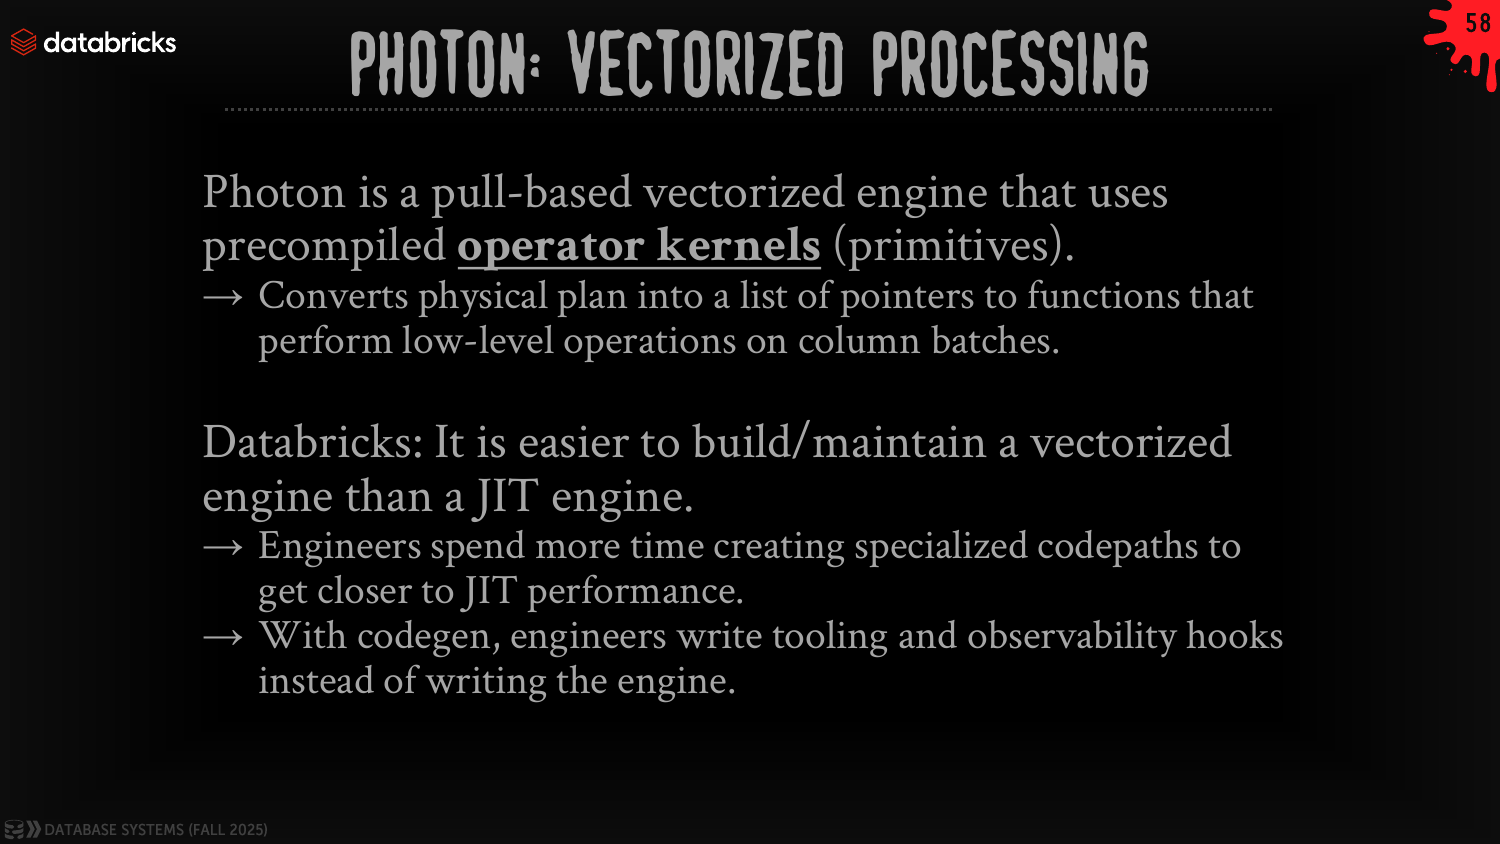 databricks
PHOTON: VECTORIZED PROCESSING
58
Photon is a pull-based vectorized engine that uses
precompiled operator kernels (primitives).
→ Converts physical plan into a list of pointers to functions that
perform low-level operations on column batches.
Databricks: It is easier to build/maintain a vectorized
engine than a JIT engine.
→ Engineers spend more time creating specialized codepaths to
get closer to JIT performance.
→ With codegen, engineers write tooling and observability hooks
instead of writing the engine.
DATABASE SYSTEMS (FALL 2025)